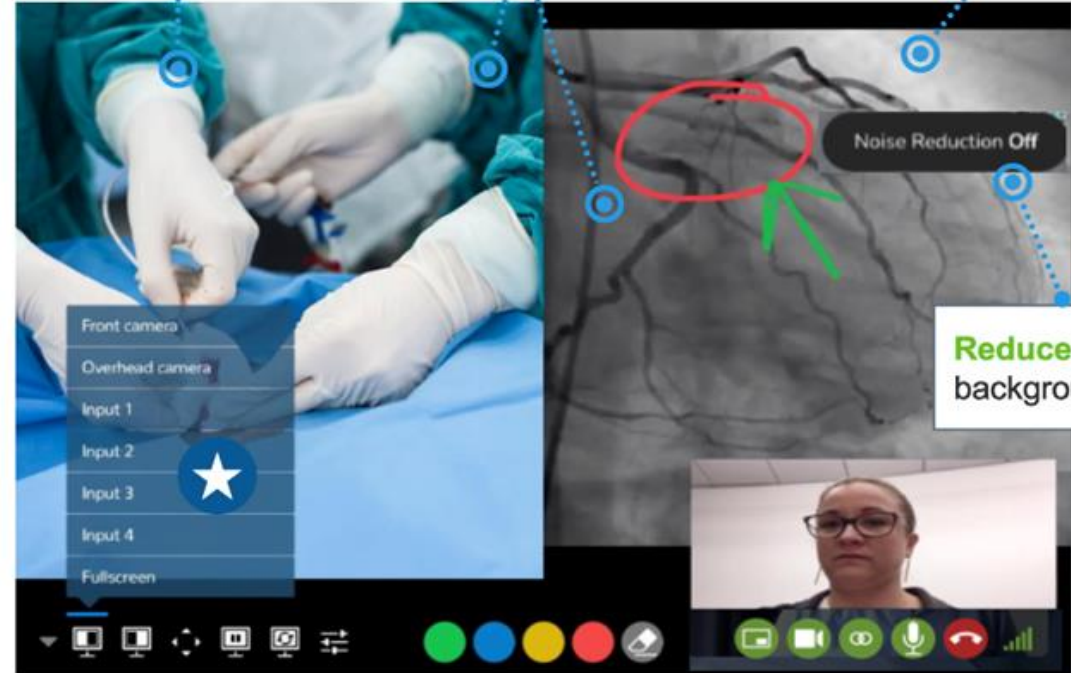 Noise Reduction Off
Reduce
backgro
Front camera
Overhead camera
Input 1
Input 2
Input 3
Input 4
Fullscreen